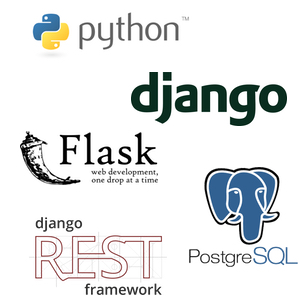 python™
django
Flask
web development,
one drop at a time
django
REST
framework
PostgreSQL